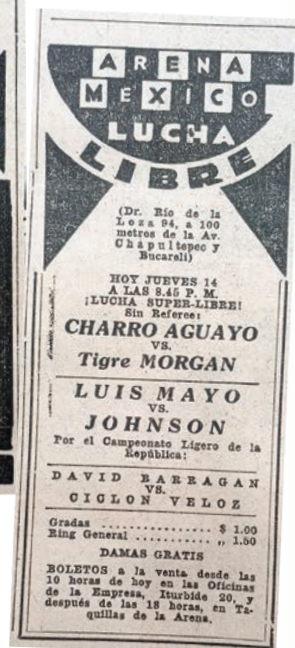 ARENA
MEXICO
LUCHA
LIBRE
(Dr. Río de la
Loza 94, a 100
metros de la Av.
Chapultepec y
Bucareli)
HOY JUEVES 14
A LAS 8.45 P. M.
¡LUCHA SUPER-LIBRE!
Sin Referee:
CHARRO AGUAYO
VS.
Tigre MORGAN
LUIS MAYO
VS.
JOHNSON
Por el Campeonato Ligero de la
República:
DAVID BARRAGAN
VS.
CICLON VELOZ
Gradas ................ $ 1.00
Ring General .......... ,, 1.50
DAMAS GRATIS
BOLETOS a la venta desde las
10 horas de hoy en las Oficinas
de la Empresa, Iturbide 20, y
después de las 18 horas, en Ta-
quillas de la Arena.